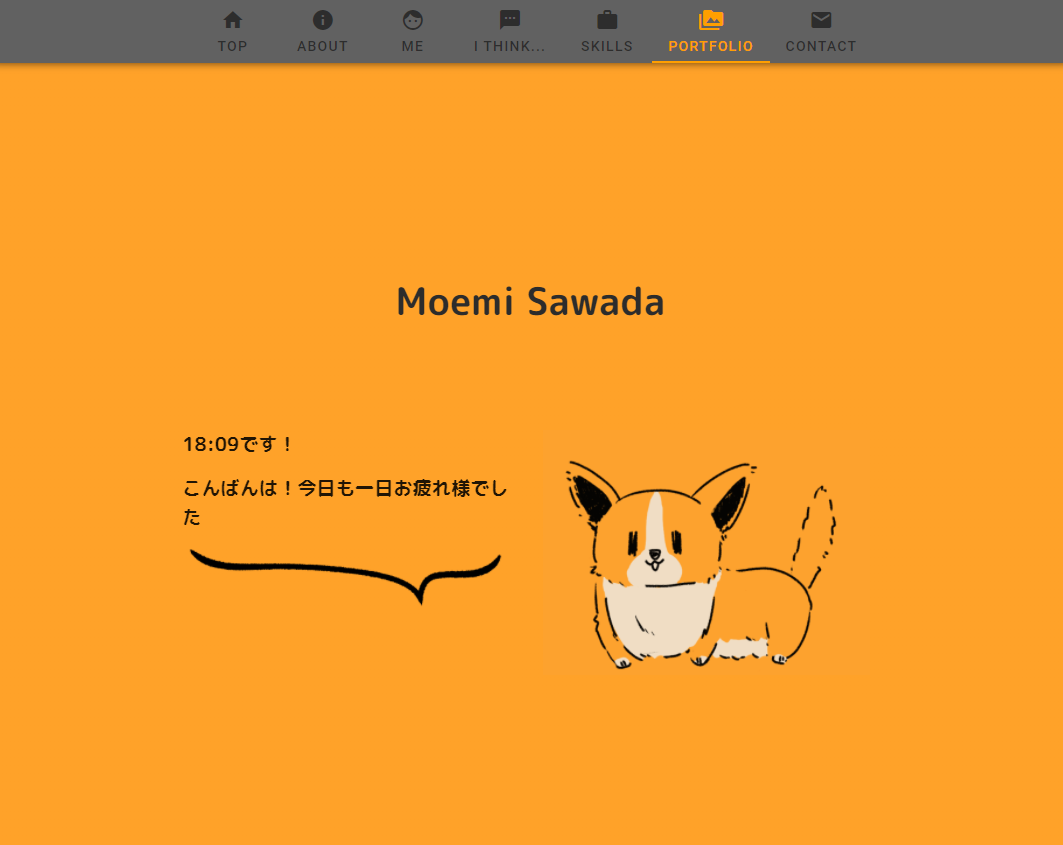 TOP
ABOUT
ME
I THINK...
SKILLS
PORTFOLIO
CONTACT
Moemi Sawada
18:09です！
こんばんは！今日も一日お疲れ様でし
た